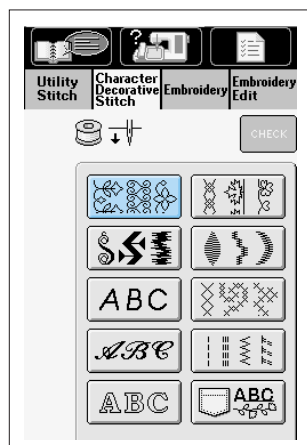 Utility Stitch
Character Decorative Stitch
Embroidery
Embroidery Edit
CHECK
ABC
ABC
ABC
ABC